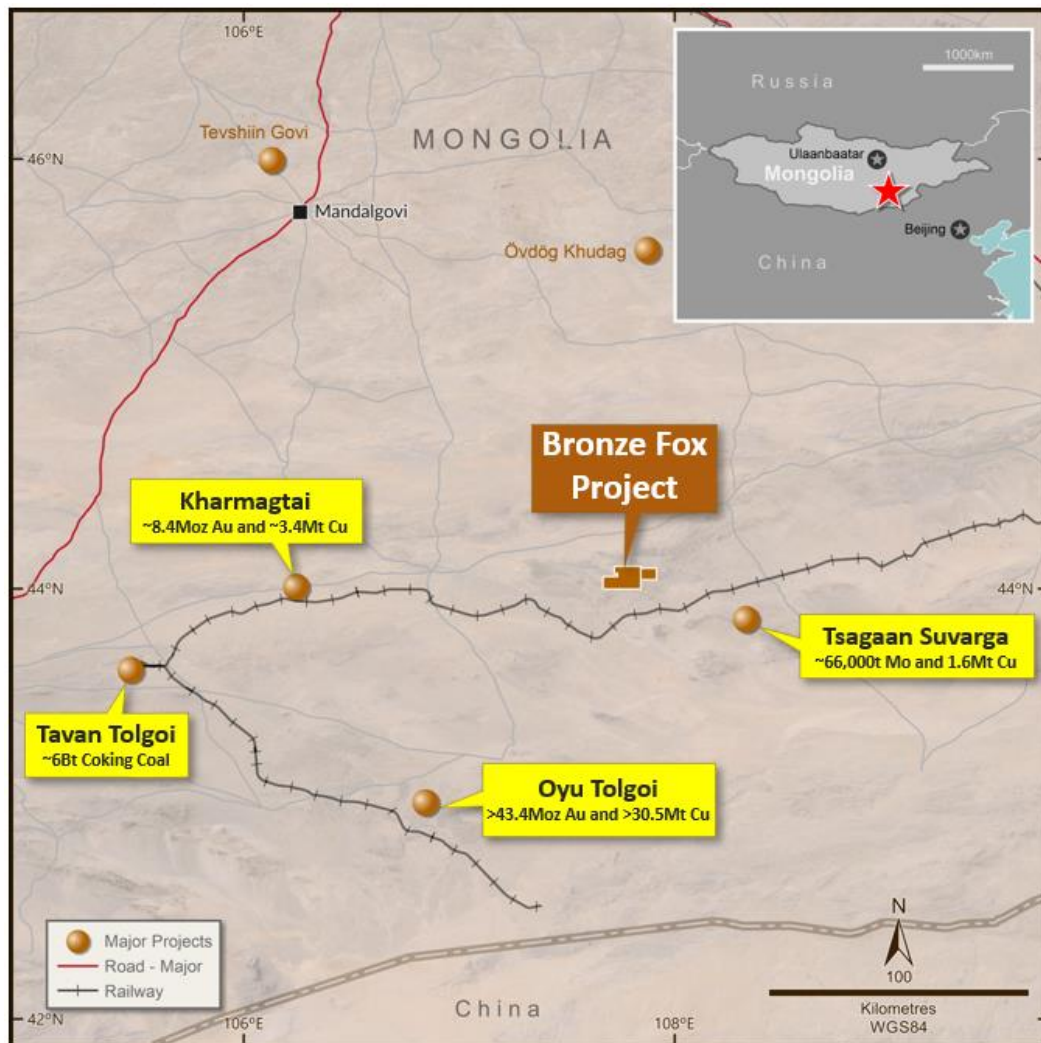 106°E
1000km
Russia
Tevshiin Govi
MONGOLIA
46°N
Ulaanbaatar
Mongolia
Mandalgovi
Beijing
Övdög Khudag
China
Bronze Fox
Project
Kharmagtai
~8.4Moz Au and ~3.4Mt Cu
44°N
44°N
Tsagaan Suvarga
~66,000t Mo and 1.6Mt Cu
Tavan Tolgoi
~6Bt Coking Coal
Oyu Tolgoi
>43.4Moz Au and >30.5Mt Cu
N
Major Projects
Road - Major
Railway
100
Kilometres
WGS84
China
42°N
106°E
108°E